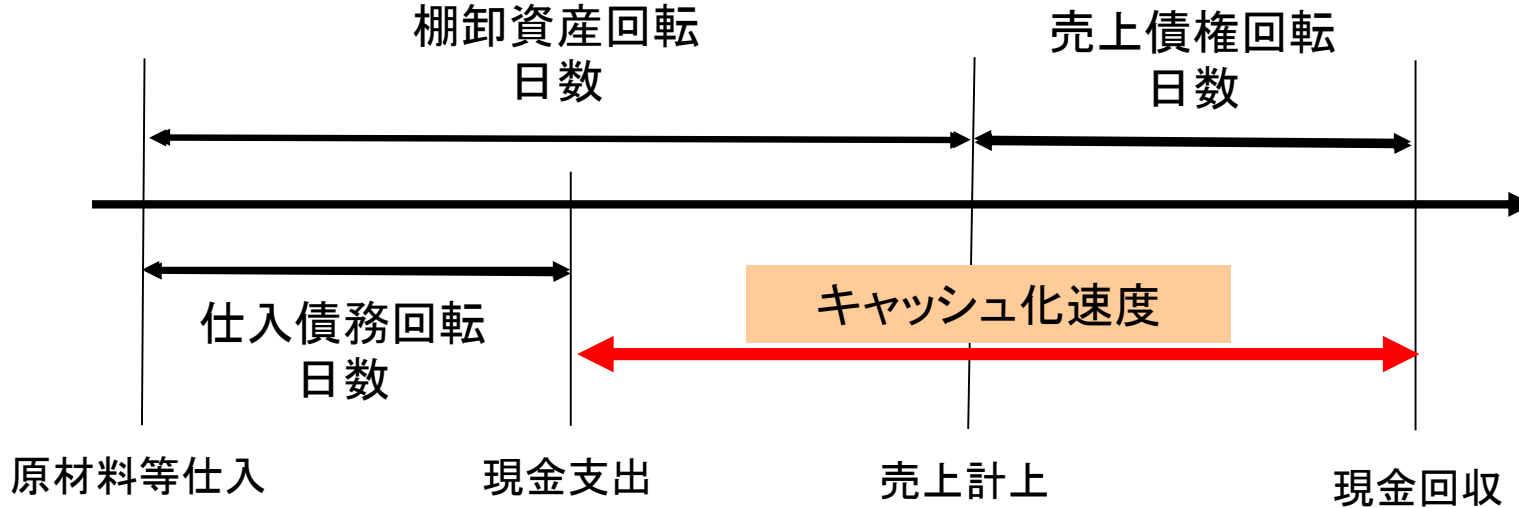 棚卸資産回転
日数
売上債権回転
日数
仕入債務回転
日数
キャッシュ化速度
原材料等仕入
現金支出
売上計上
現金回収